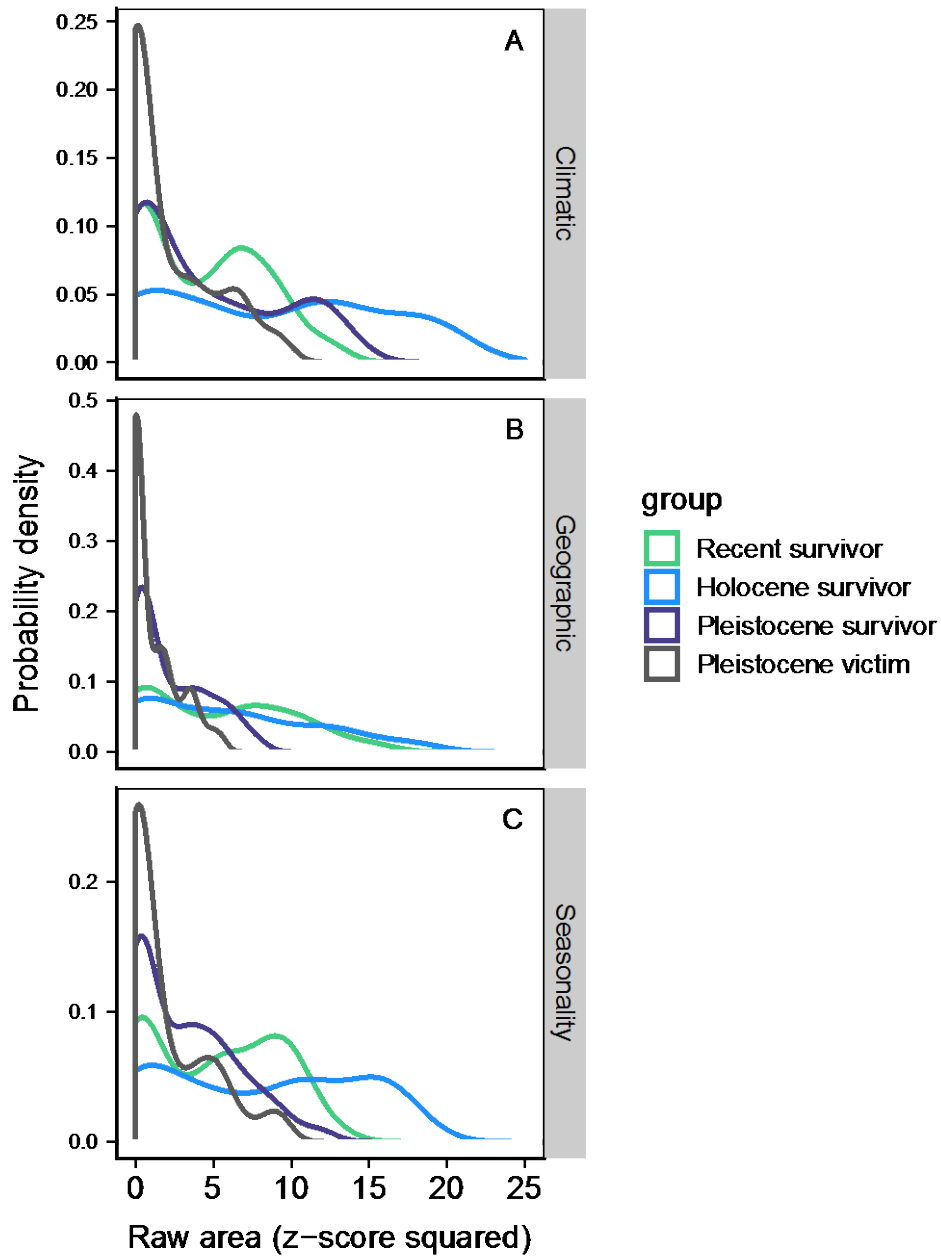 0.25
0.20
0.15
0.10
0.05
0.00
A
Climatic
0.5
0.4
0.3
0.2
0.1
0.0
B
Geographic
0.2
0.1
0.0
C
Seasonality
Probability density
0 5 10 15 20 25
Raw area (z−score squared)
group
Recent survivor
Holocene survivor
Pleistocene survivor
Pleistocene victim